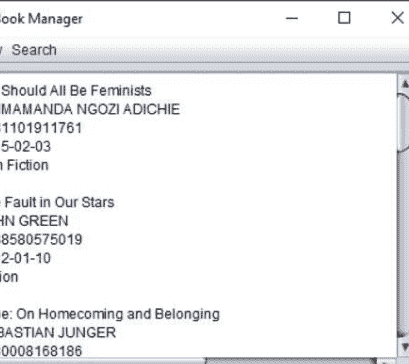 Book Manager
Search
Should All Be Feminists
MAMANDA NGOZI ADICHIE
1101911761
5-02-03
Fiction
Fault in Our Stars
HN GREEN
8580575019
2-01-10
ion
e: On Homecoming and Belonging
BASTIAN JUNGER
0008168186